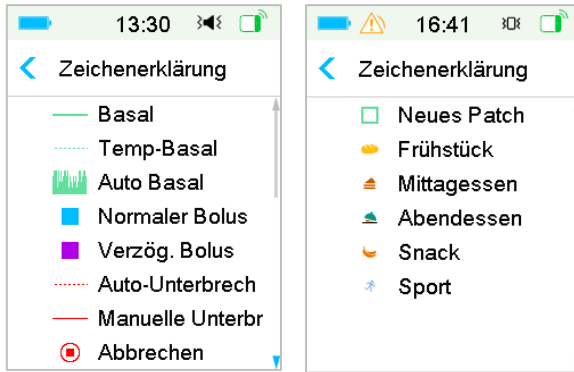 13:30
Zeichenerklärung
Basal
Temp-Basal
Auto Basal
Normaler Bolus
Verzög. Bolus
Auto-Unterbrech
Manuelle Unterbr
Abbrechen
16:41
Zeichenerklärung
Neues Patch
Frühstück
Mittagessen
Abendessen
Snack
Sport